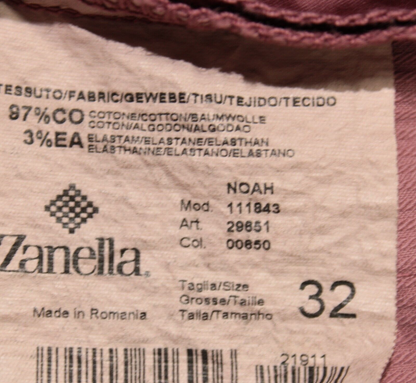 TESSUTO/FABRIC/GEWEBE/TISU/TEJIDO/TECIDO
97%CO COTONE/COTTON/BAUMWOLLE
COTON/ALGODON/ALGODAO
3%EA ELASTAM/ELASTANE/ELASTHAN
ELASTHANNE/ELASTANO/ELASTANO
NOAH
Mod. 111843
Art. 29651
Col. 00650
Zanella
Taglia/Size
Grosse/Taille
Talla/Tamanho
32
Made in Romania
21911